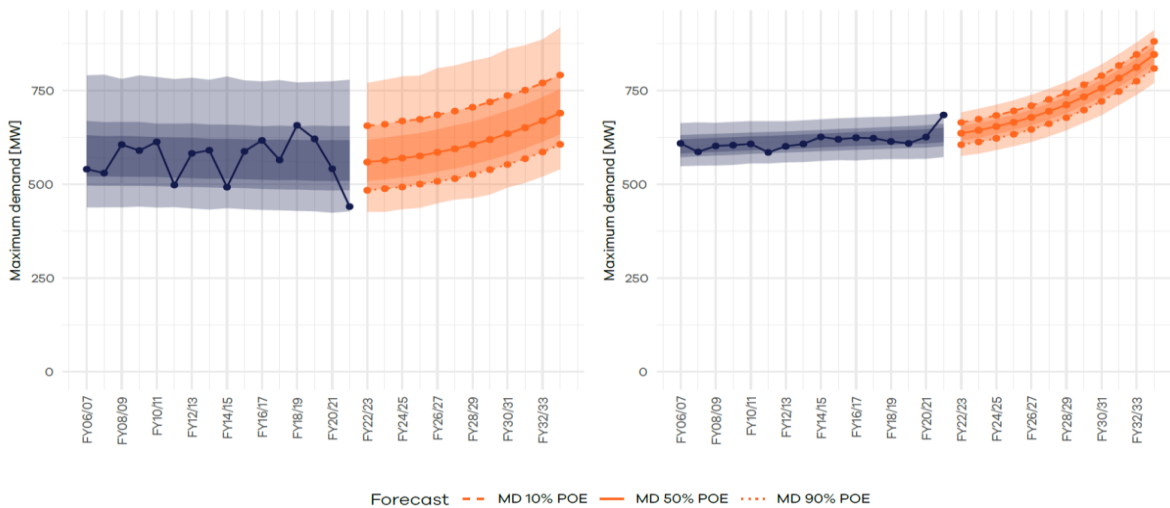 Maximum demand [MW]
750
500
250
0
FY06/07
FY08/09
FY10/11
FY12/13
FY14/15
FY16/17
FY18/19
FY20/21
FY22/23
FY24/25
FY26/27
FY28/29
FY30/31
FY32/33
Maximum demand [MW]
750
500
250
0
FY06/07
FY08/09
FY10/11
FY12/13
FY14/15
FY16/17
FY18/19
FY20/21
FY22/23
FY24/25
FY26/27
FY28/29
FY30/31
FY32/33
Forecast MD 10% POE MD 50% POE MD 90% POE